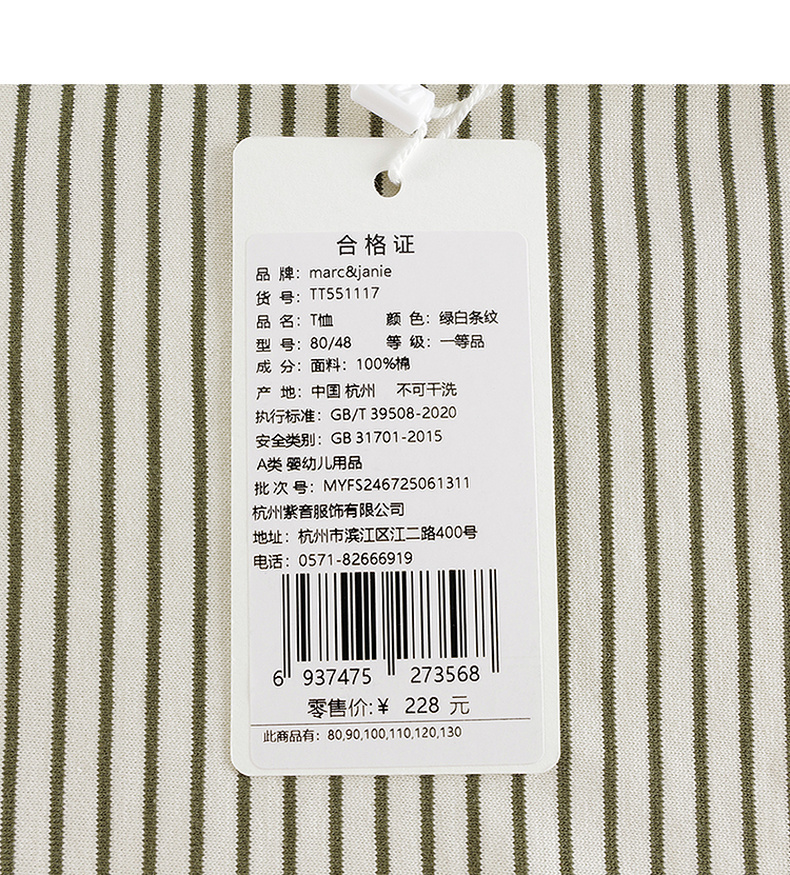 合格证
品 牌：marc&janie
货 号：TT551117
品 名：T恤 颜 色：绿白条纹
型 号：80/48 等 级：一等品
成 分：面料：100%棉
产 地：中国 杭州 不可干洗
执行标准：GB/T 39508-2020
安全类别：GB 31701-2015
A类 婴幼儿用品
批 次 号：MYFS246725061311
杭州紫音服饰有限公司
地址：杭州市滨江区江二路400号
电话：0571-82666919
6 937475 273568
零售价:¥ 228 元
此商品有：80,90,100,110,120,130